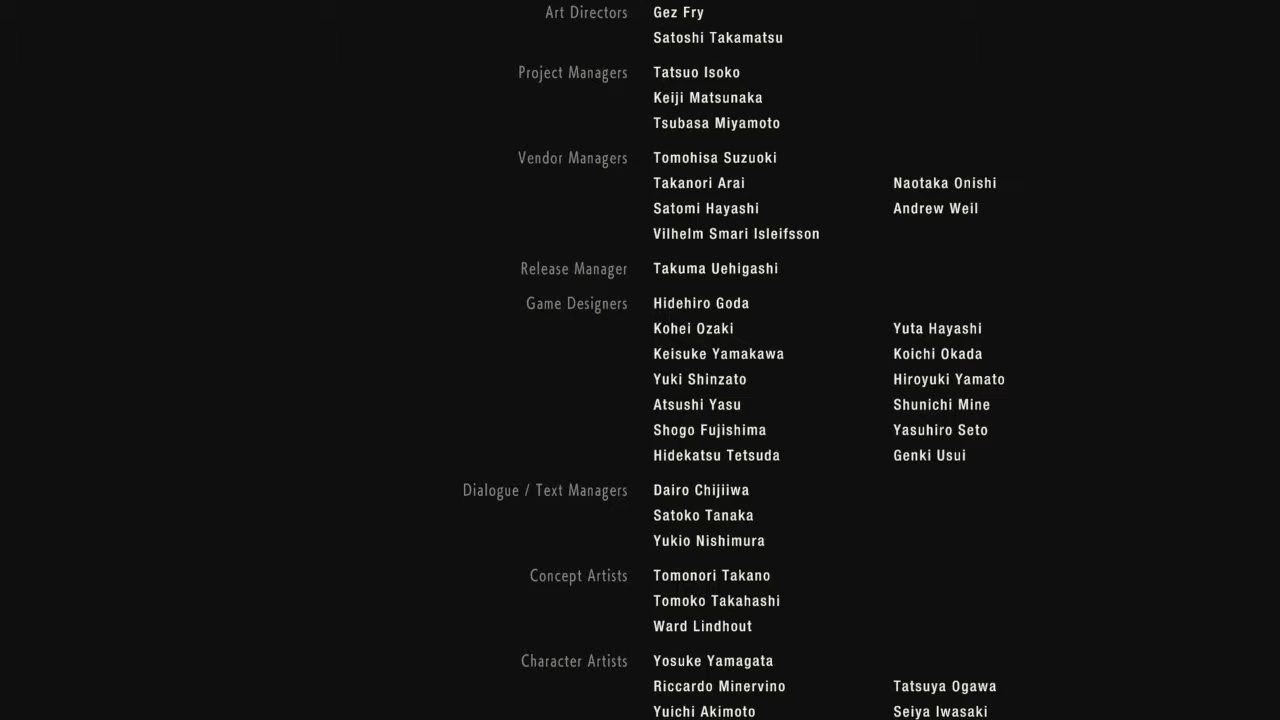 Art Directors Gez Fry
Satoshi Takamatsu
Project Managers Tatsuo Isoko
Keiji Matsunaka
Tsubasa Miyamoto
Vendor Managers Tomohisa Suzuoki
Takanori Arai Naotaka Onishi
Satomi Hayashi Andrew Weil
Vilhelm Smari Isleifsson
Release Manager Takuma Uehigashi
Game Designers Hidehiro Goda
Kohei Ozaki Yuta Hayashi
Keisuke Yamakawa Koichi Okada
Yuki Shinzato Hiroyuki Yamato
Atsushi Yasu Shunichi Mine
Shogo Fujishima Yasuhiro Seto
Hidekatsu Tetsuda Genki Usui
Dialogue / Text Managers Dairo Chijiiwa
Satoko Tanaka
Yukio Nishimura
Concept Artists Tomonori Takano
Tomoko Takahashi
Ward Lindhout
Character Artists Yosuke Yamagata
Riccardo Minervino Tatsuya Ogawa
Yuichi Akimoto Seiya Iwasaki